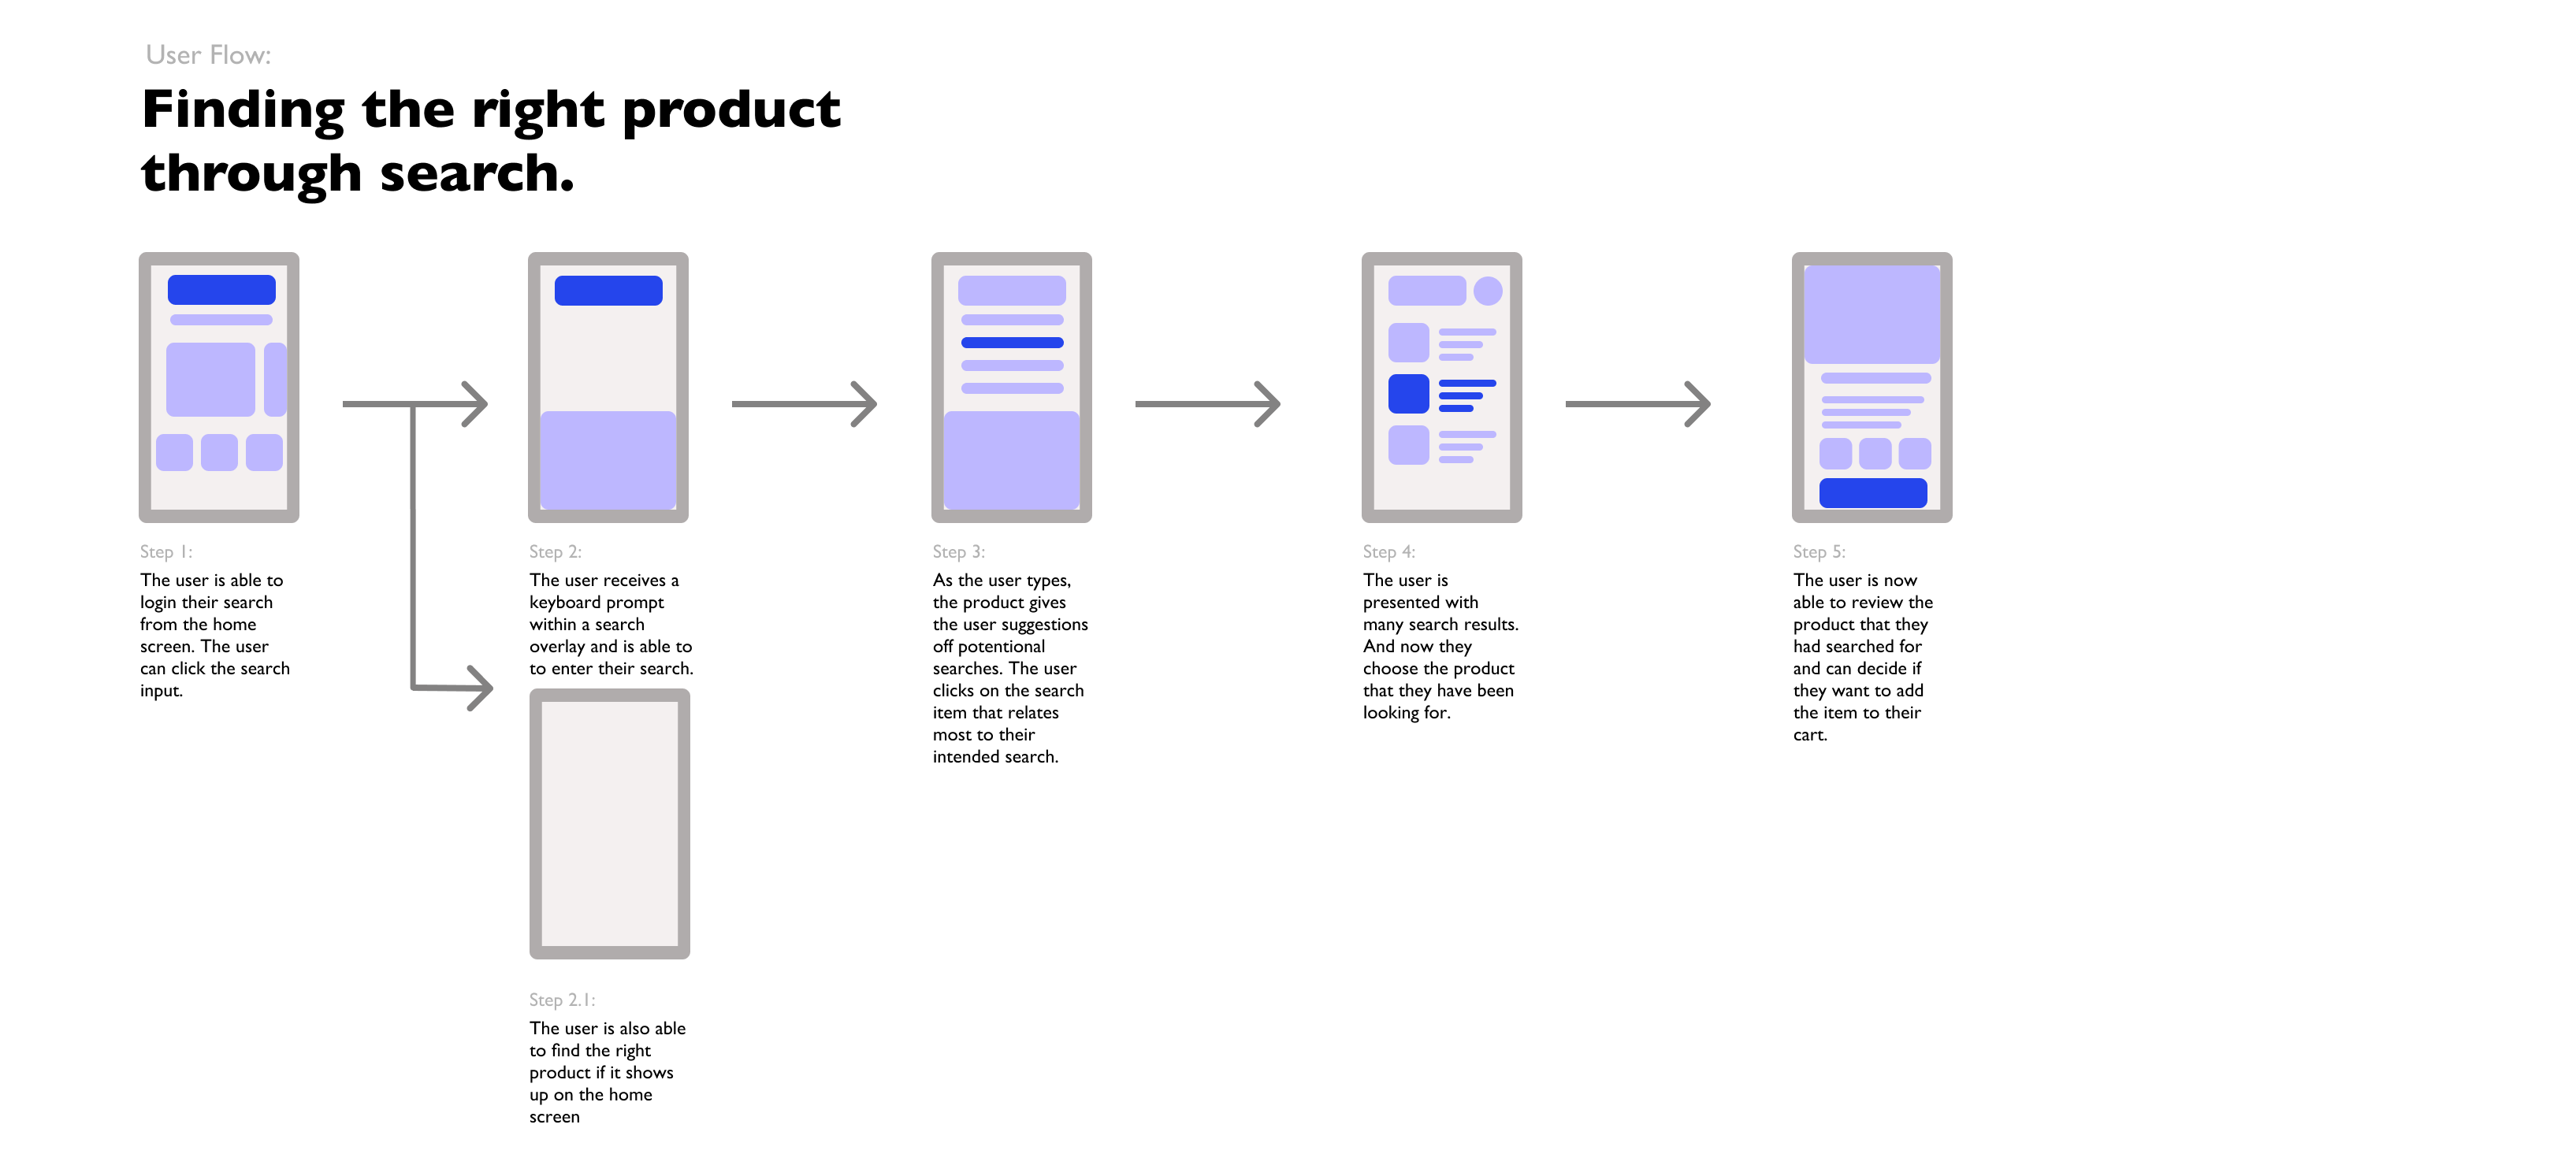 User Flow:
Finding the right product
through search.
Step 1:
The user is able to
login their search
from the home
screen. The user
can click the search
input.
Step 2:
The user receives a
keyboard prompt
within a search
overlay and is able to
to enter their search.
Step 2.1:
The user is also able
to find the right
product if it shows
up on the home
screen
Step 3:
As the user types,
the product gives
the user suggestions
off potentional
searches. The user
clicks on the search
item that relates
most to their
intended search.
Step 4:
The user is
presented with
many search results.
And now they
choose the product
that they have been
looking for.
Step 5:
The user is now
able to review the
product that they
had searched for
and can decide if
they want to add
the item to their
cart.